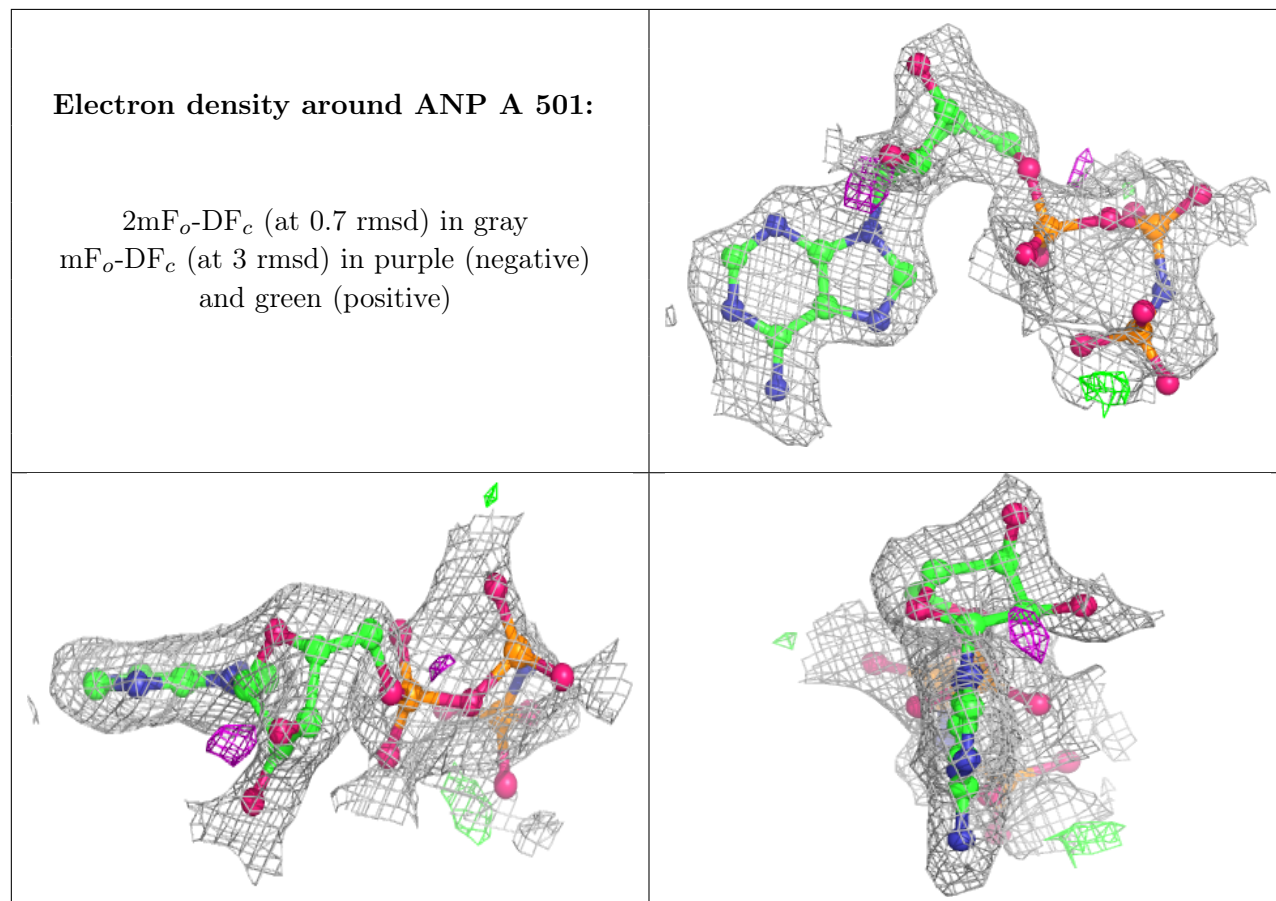 Electron density around ANP A 501:
2mFo-DFc (at 0.7 rmsd) in gray
mFo-DFc (at 3 rmsd) in purple (negative)
and green (positive)